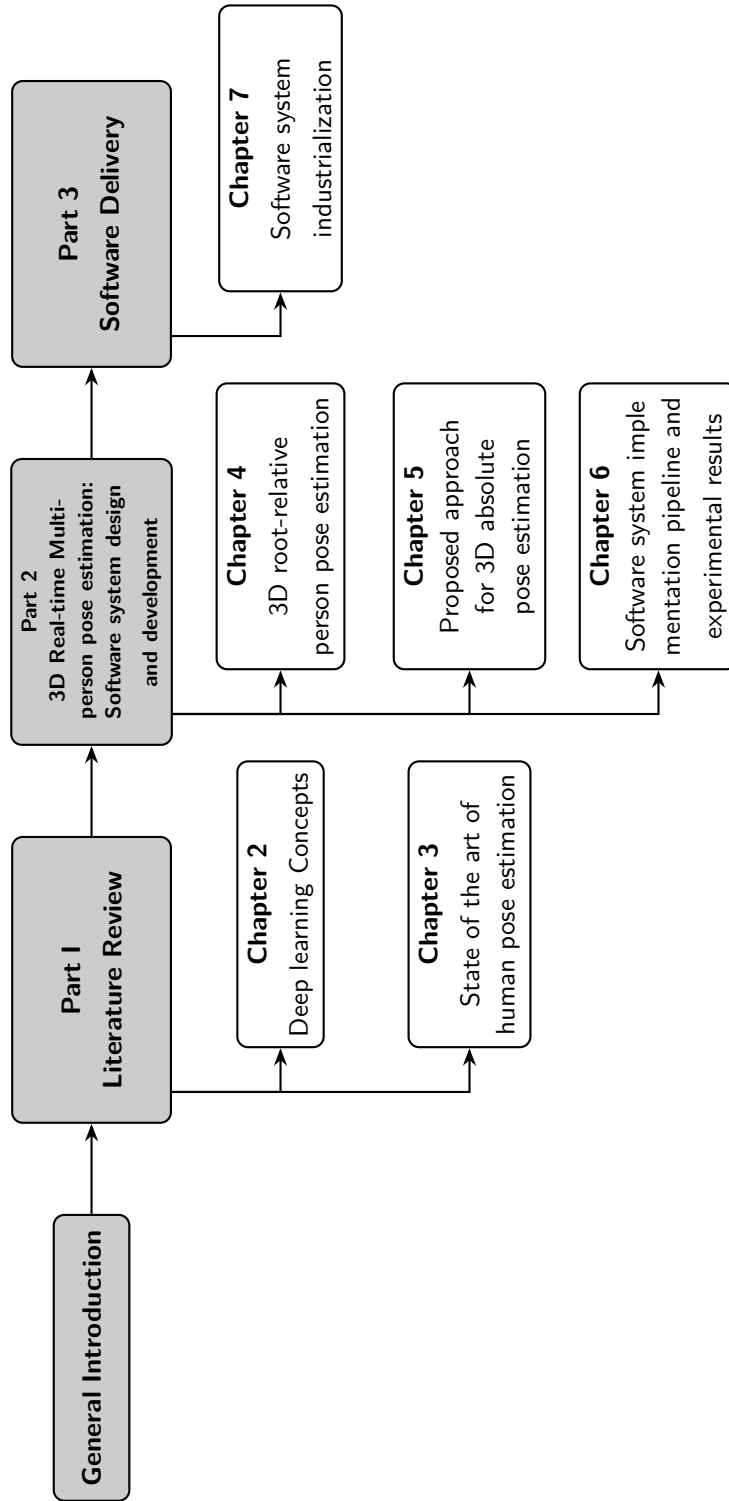 General Introduction
Part I
Literature Review
Chapter 2
Deep learning Concepts
Chapter 3
State of the art of
human pose estimation
Part 2
3D Real-time Multi-
person pose estimation:
Software system design
and development
Chapter 4
3D root-relative
person pose estimation
Chapter 5
Proposed approach
for 3D absolute
pose estimation
Chapter 6
Software system imple
mentation pipeline and
experimental results
Part 3
Software Delivery
Chapter 7
Software system
industrialization